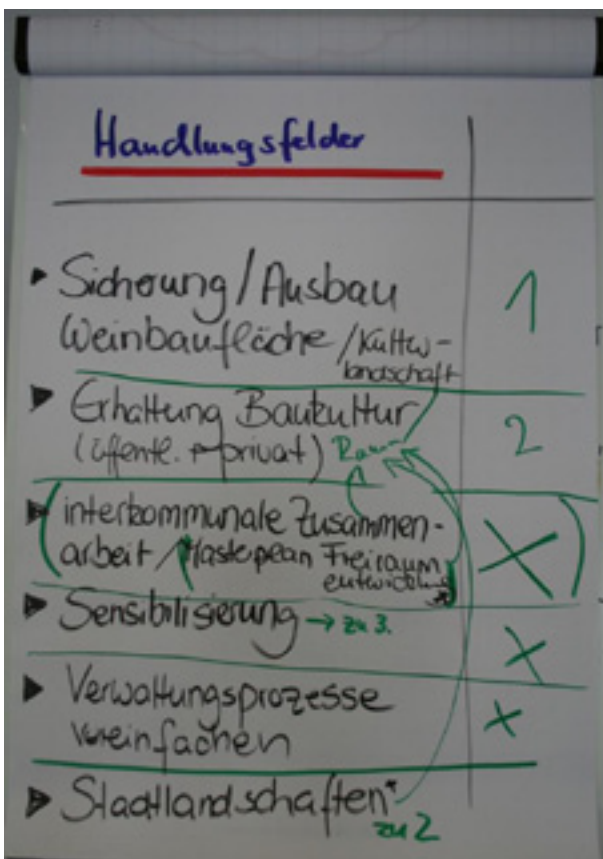 Handlungsfelder
Sicherung / Ausbau
Weinbaufläche / Kultur-
landschaft
1
Erhaltung Baukultur
(öffentl. + privat) Raum
2
(interkommunale Zusammen-
arbeit / Masterplan Freiraum
entwicklung
X)
Sensibilisierung → zu 3.
X
Verwaltungsprozesse
vereinfachen
X
Stadtlandschaften*
zu 2